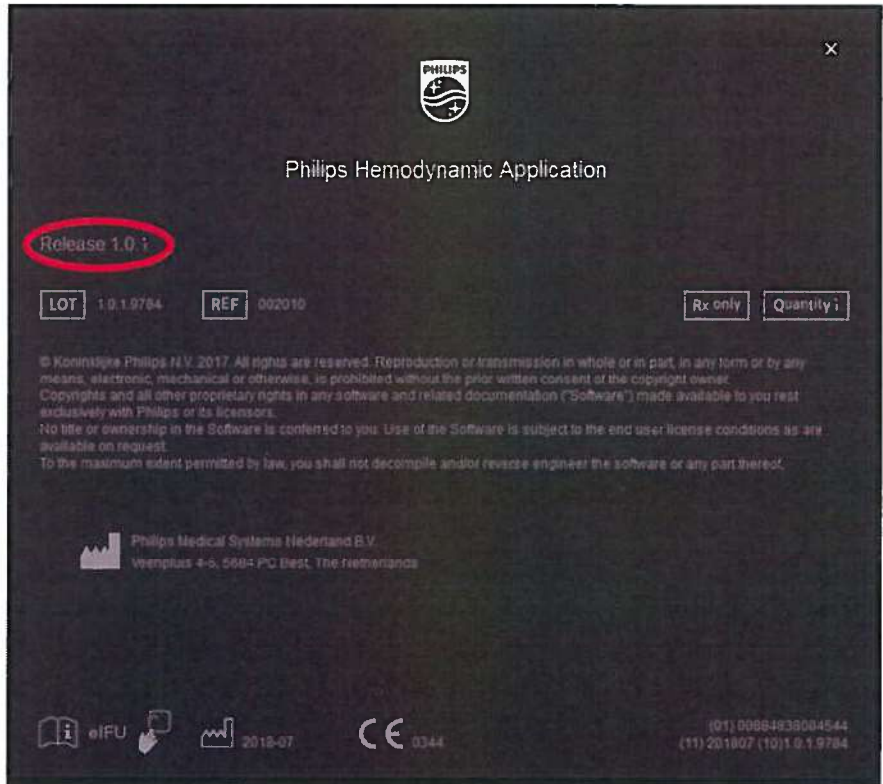 PHILIPS
Philips Hemodynamic Application
Release 1.0.1
LOT 1.0.1.9784 REF 002010 Rx only Quantity 1
© Koninklijke Philips N.V. 2017. All rights are reserved. Reproduction or transmission in whole or in part, in any form or by any
means, electronic, mechanical or otherwise, is prohibited without the prior written consent of the copyright owner.
Copyrights and all other proprietary rights in any software and related documentation ("Software") made available to you rest
exclusively with Philips or its licensors.
No title or ownership in the Software is conferred to you. Use of the Software is subject to the end user license conditions as are
available on request.
To the maximum extent permitted by law, you shall not decompile and/or reverse engineer the software or any part thereof.
Philips Medical Systems Nederland B.V.
Veenpluis 4-6, 5684 PC Best, The Netherlands
eIFU 2018-07 CE 0344
(01) 00884838084544
(11) 201807 (10)1.0.1.9784